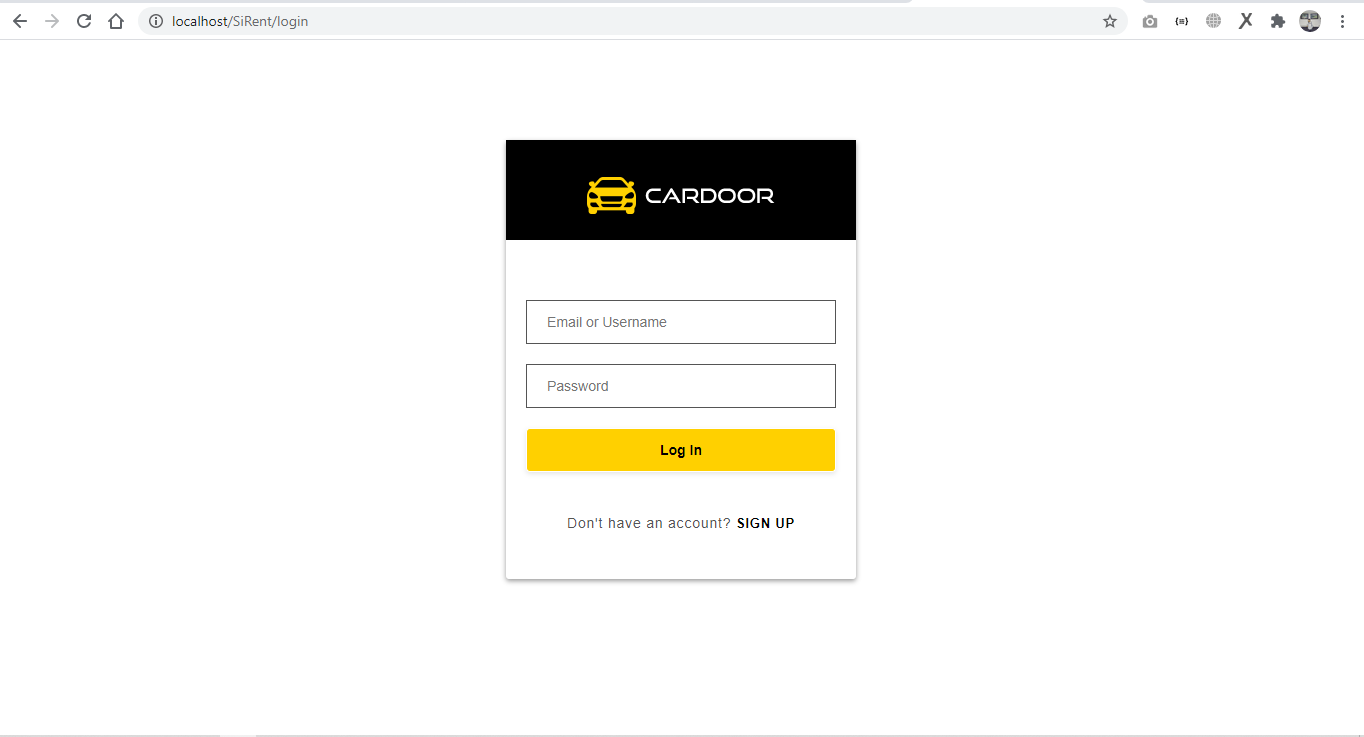 localhost/SiRent/login
CARDOOR
Email or Username
Password
Log In
Don't have an account? SIGN UP